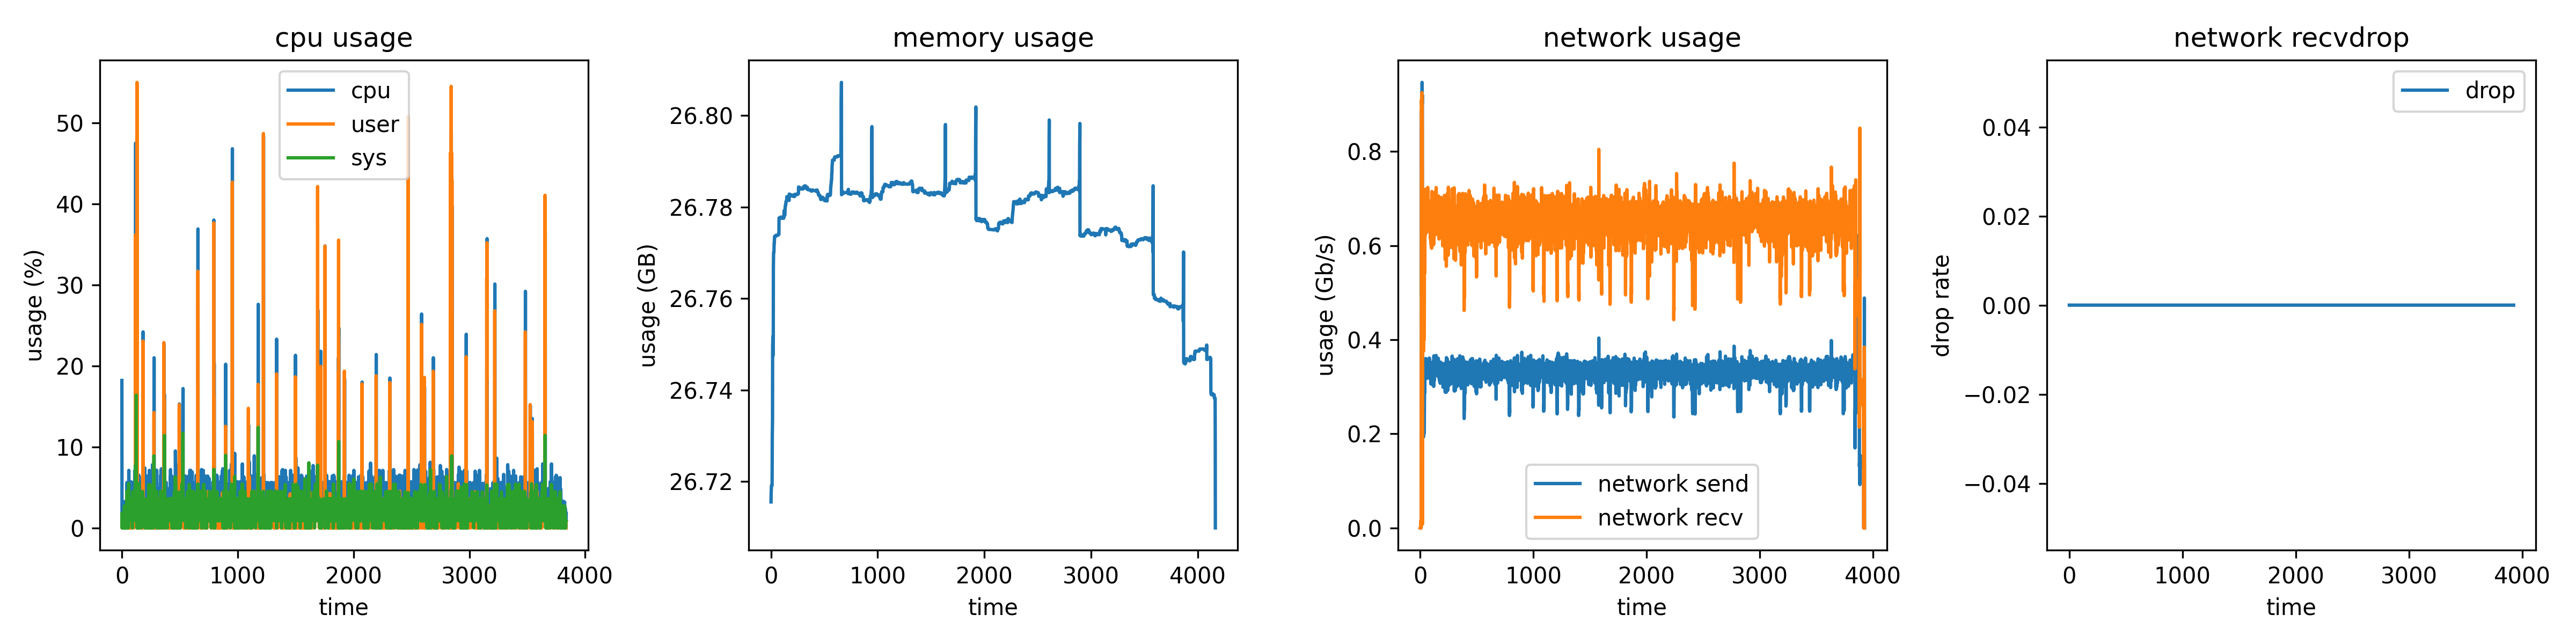 cpu usage
cpu
user
sys
50
40
30
20
10
0
usage (%)
0 1000 2000 3000 4000
time
memory usage
26.80
26.78
26.76
26.74
26.72
usage (GB)
0 1000 2000 3000 4000
time
network usage
0.8
0.6
0.4
0.2
0.0
usage (Gb/s)
network send
network recv
0 1000 2000 3000 4000
time
network recvdrop
drop
0.04
0.02
0.00
−0.02
−0.04
drop rate
0 1000 2000 3000 4000
time